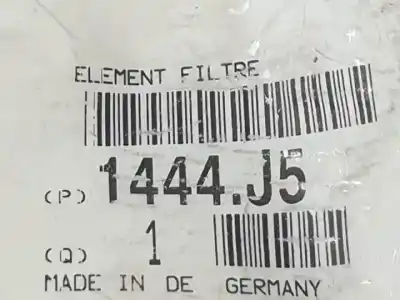 ELEMENT FILTRE
(P) 1444.J5
(Q) 1
MADE IN DE GERMANY